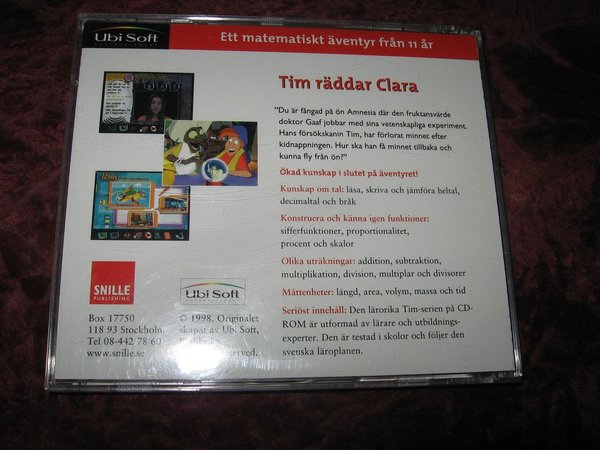 Ubi Soft
Ett matematiskt äventyr från 11 år
Tim räddar Clara
"Du är fångad på ön Amnesia där den fruktansvärde
doktor Gaaf jobbar med sina vetenskapliga experiment.
Hans försökskanin Tim, har förlorat minnet efter
kidnappningen. Hur ska han få minnet tillbaka och
kunna fly från ön?"
Ökad kunskap i slutet på äventyret!
Kunskap om tal: läsa, skriva och jämföra heltal,
decimaltal och bråk
Konstruera och känna igen funktioner:
sifferfunktioner, proportionalitet,
procent och skalor
Olika uträkningar: addition, subtraktion,
multiplikation, division, multiplar och divisorer
Måttenheter: längd, area, volym, massa och tid
Seriöst innehåll: Den lärorika Tim-serien på CD-
ROM är utformad av lärare och utbildnings-
experter. Den är testad i skolor och följer den
svenska läroplanen.
SNILLE
PUBLISHING
Box 17750
118 93 Stockholm
Tel 08-442 78 60
www.snille.se
Ubi Soft
© 1998. Originalet
skapat av Ubi Soft,
reserved.